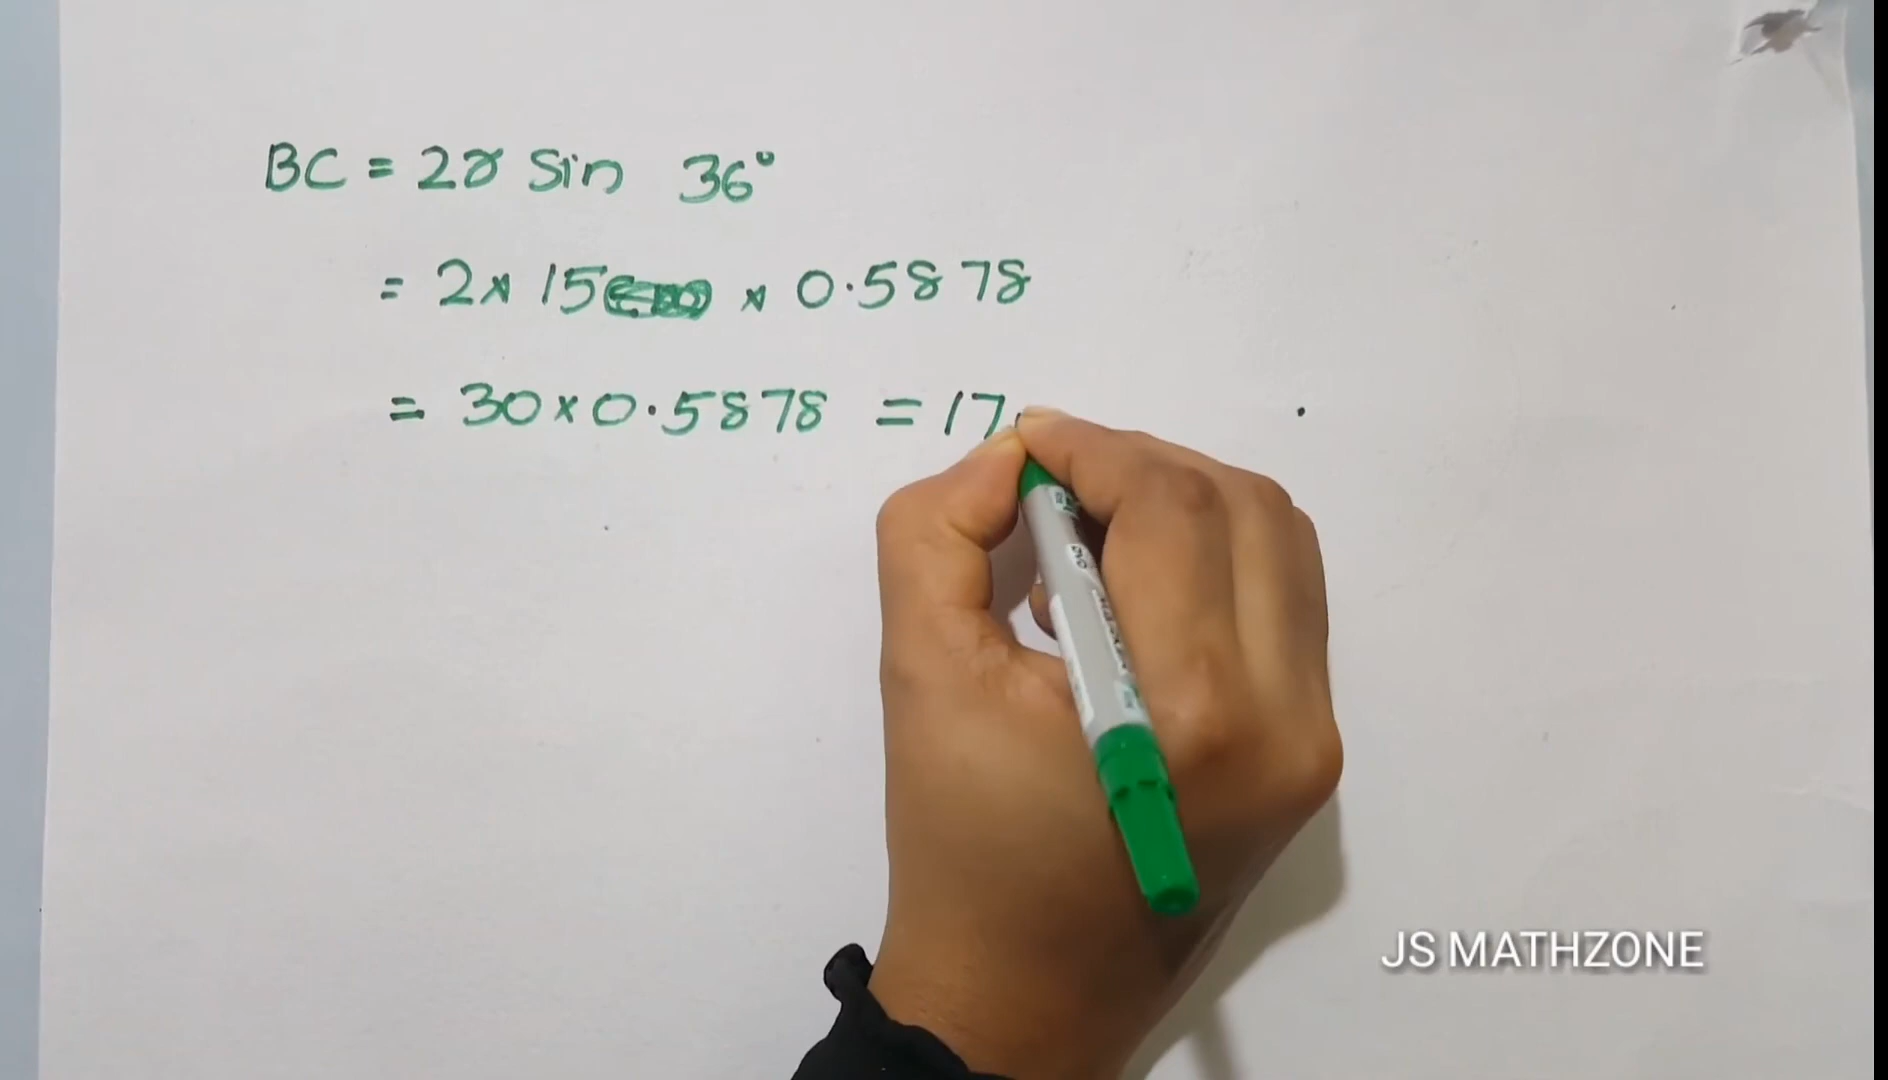 BC = 2r Sin 36°
= 2 × 15 × 0.5878
= 30 × 0.5878 = 17.
JS MATHZONE